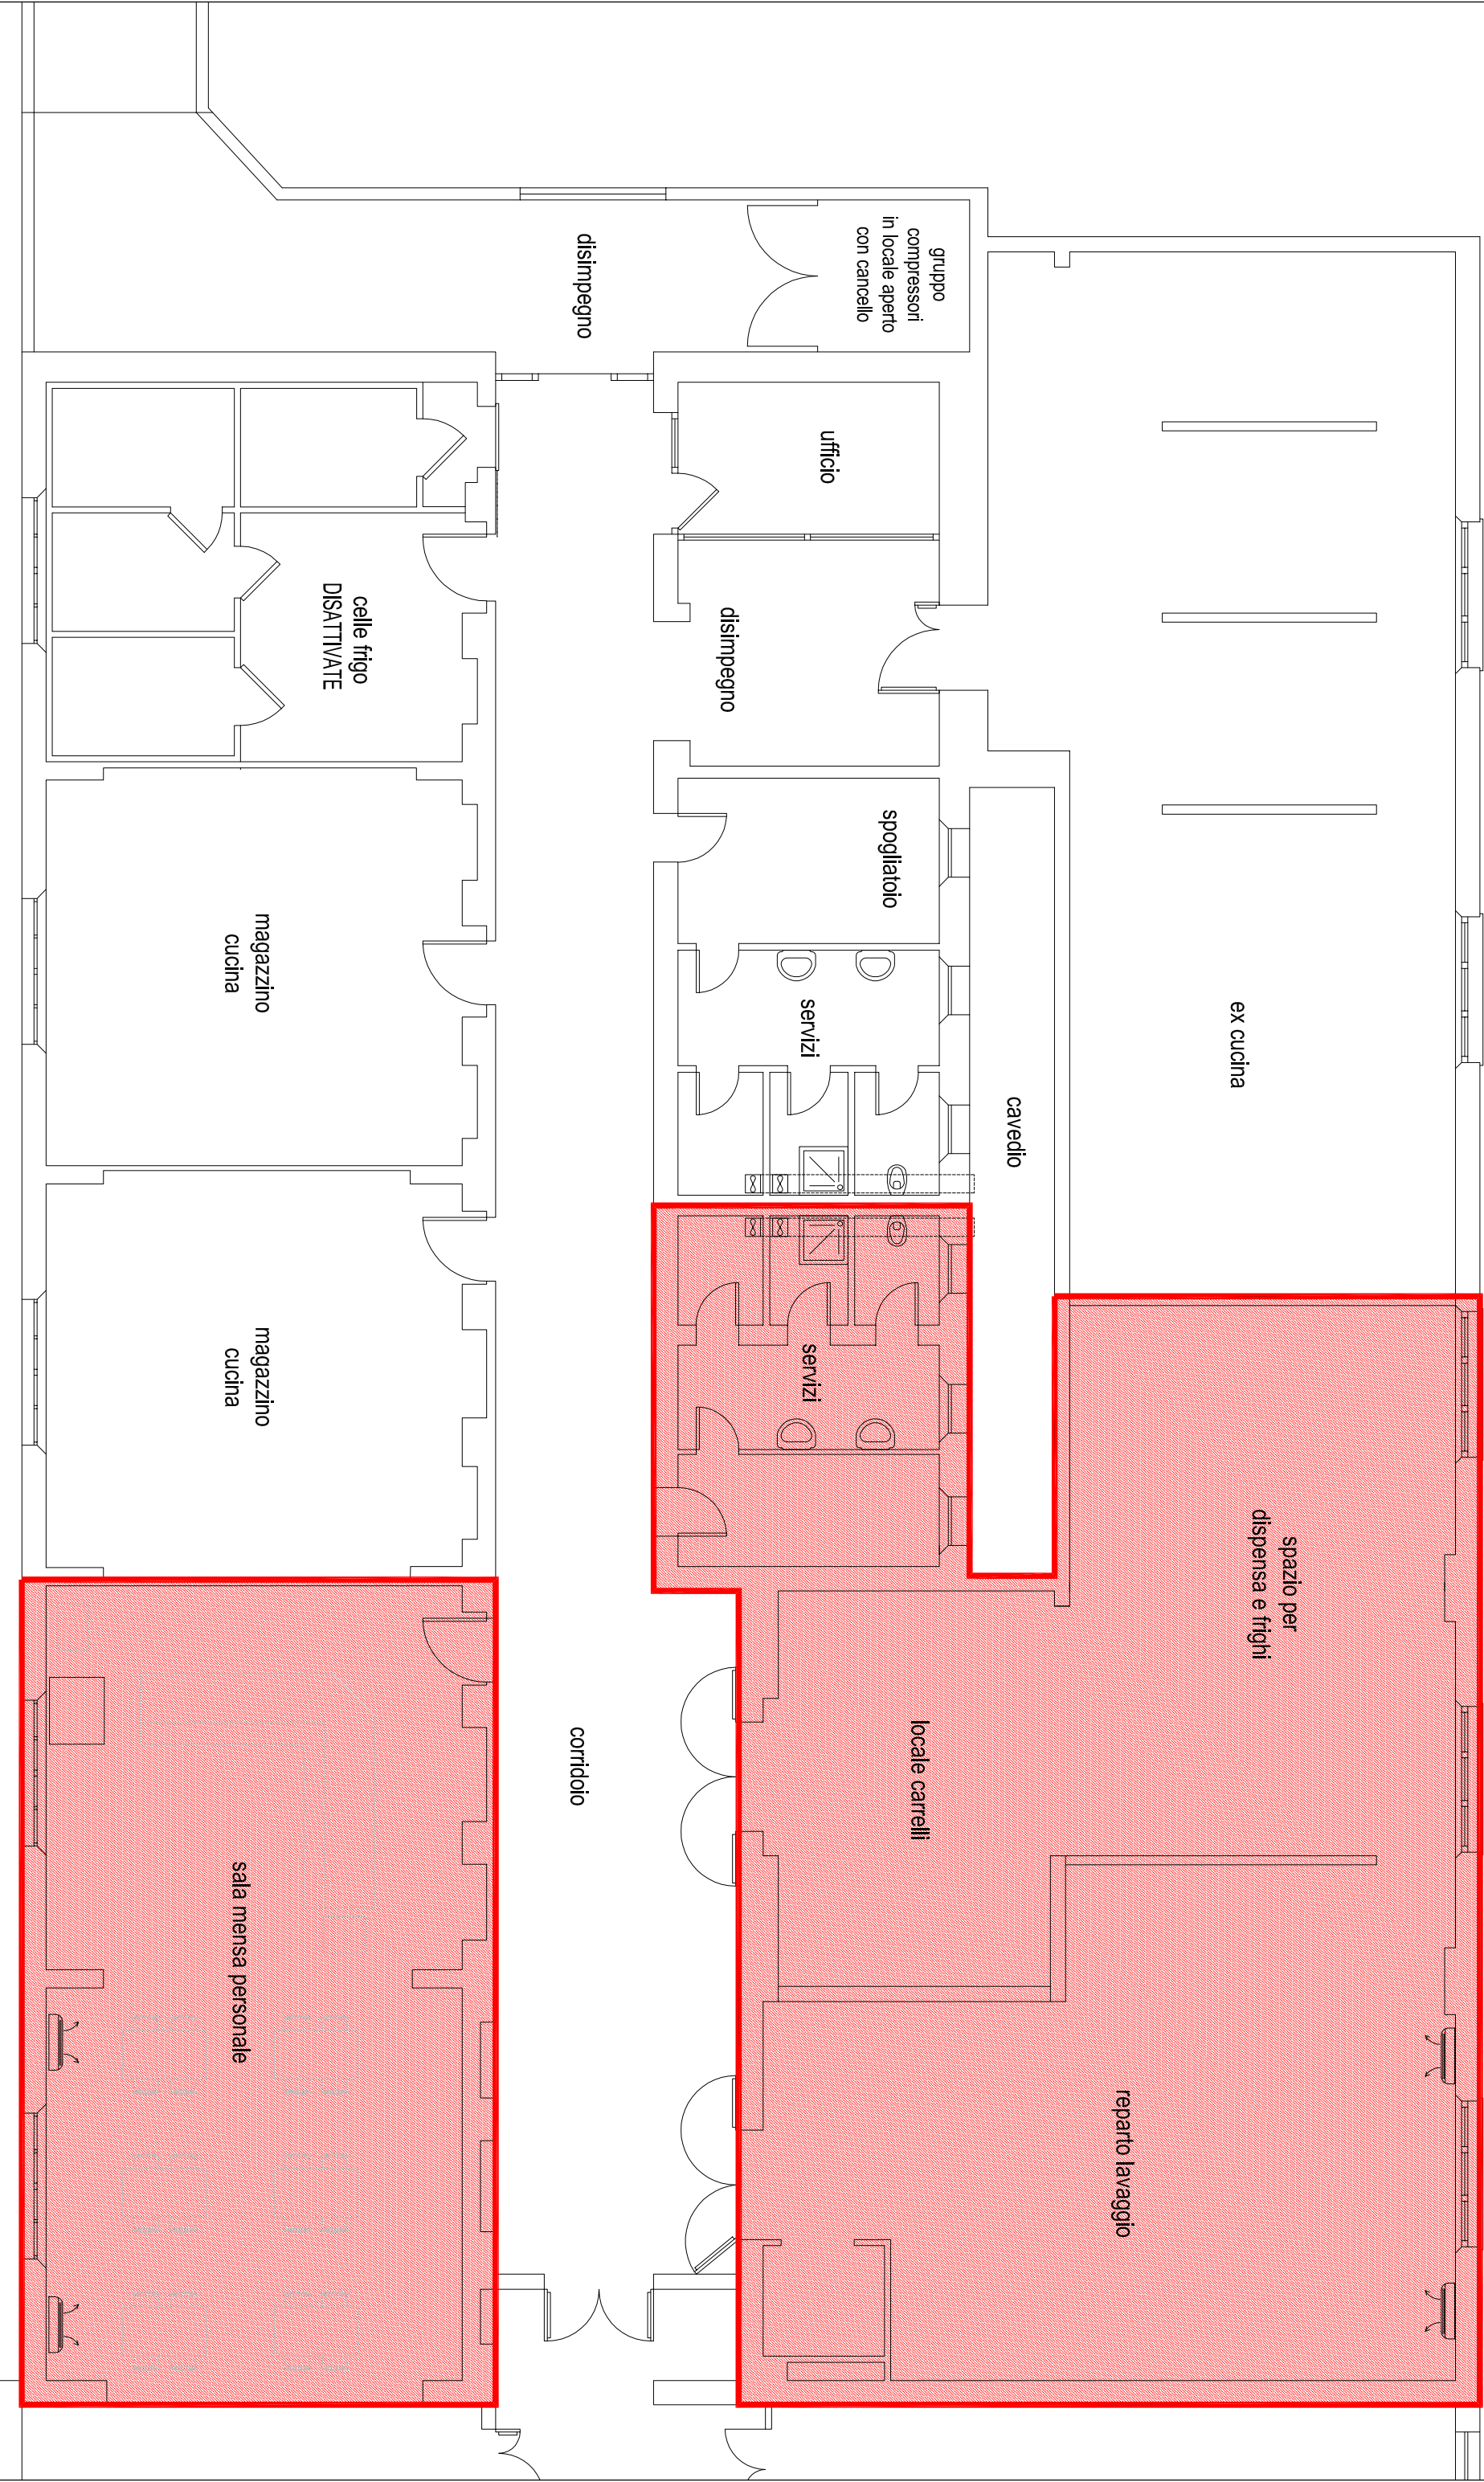 gruppo
compressori
in locale aperto
con cancello
disimpegno
ufficio
disimpegno
celle frigo
DISATTIVATE
spogliatoio
magazzino
cucina
servizi
ex cucina
cavedio
servizi
magazzino
cucina
spazio per
dispensa e frighi
locale carrelli
corridoio
sala mensa personale
reparto lavaggio